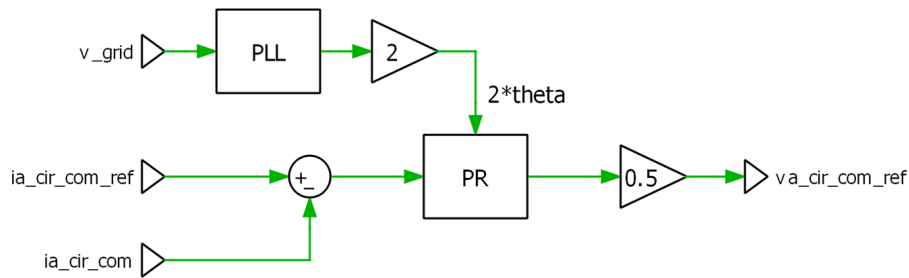 v_grid
PLL
2
2*theta
ia_cir_com_ref
+
-
PR
0.5
va_cir_com_ref
ia_cir_com